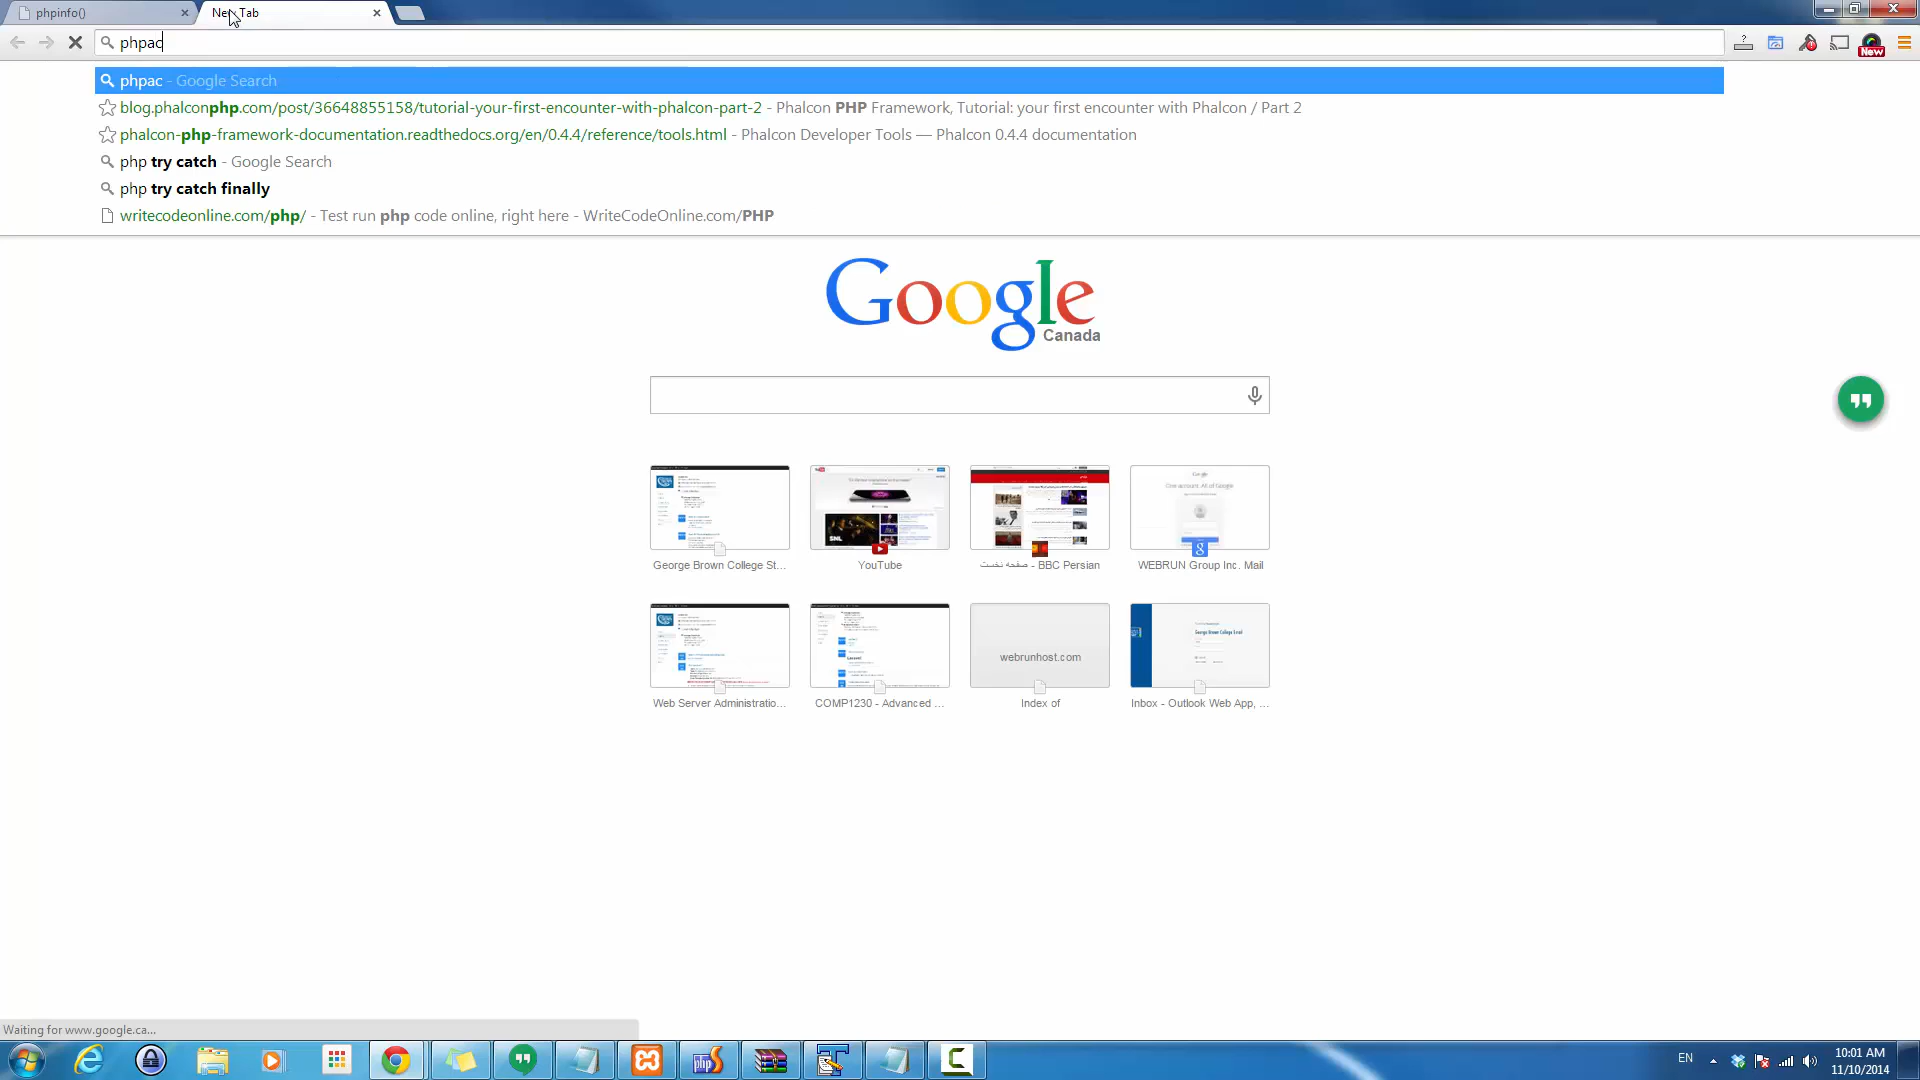 phpinfo()
New Tab
phpac
New
phpac - Google Search
blog.phalconphp.com/post/36648855158/tutorial-your-first-encounter-with-phalcon-part-2 - Phalcon PHP Framework, Tutorial: your first encounter with Phalcon / Part 2
phalcon-php-framework-documentation.readthedocs.org/en/0.4.4/reference/tools.html - Phalcon Developer Tools — Phalcon 0.4.4 documentation
php try catch - Google Search
php try catch finally
writecodeonline.com/php/ - Test run php code online, right here - WriteCodeOnline.com/PHP
Google
Canada
George Brown College St...
YouTube
صفحه نخست - BBC Persian
WEBRUN Group Inc. Mail
webrunhost.com
Web Server Administratio...
COMP1230 - Advanced ...
Index of
Inbox - Outlook Web App, ...
Waiting for www.google.ca...
EN
10:01 AM
11/10/2014